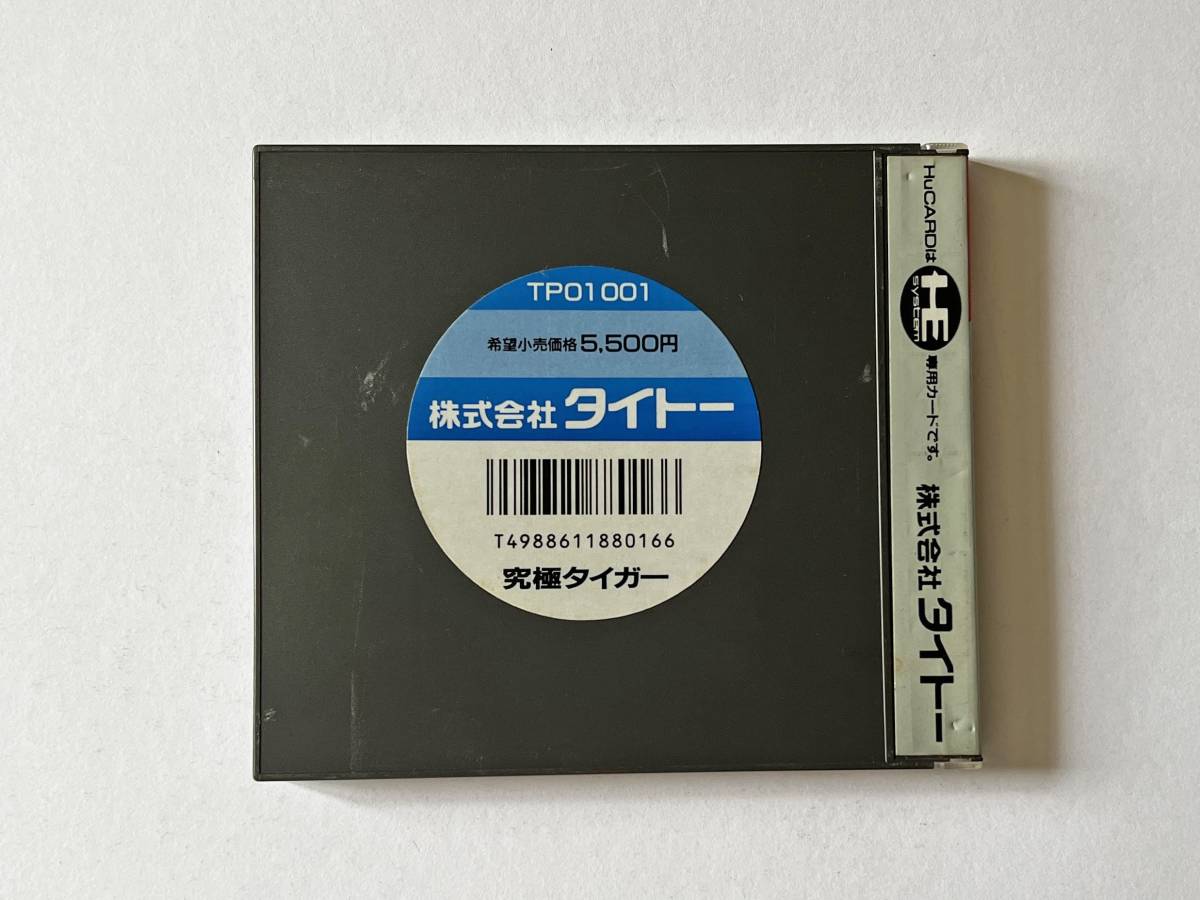 TP01001
希望小売価格 5,500円
株式会社 タイトー
T4988611880166
究極タイガー
HuCARDは HE SYSTEM 専用カードです。 株式会社 タイトー